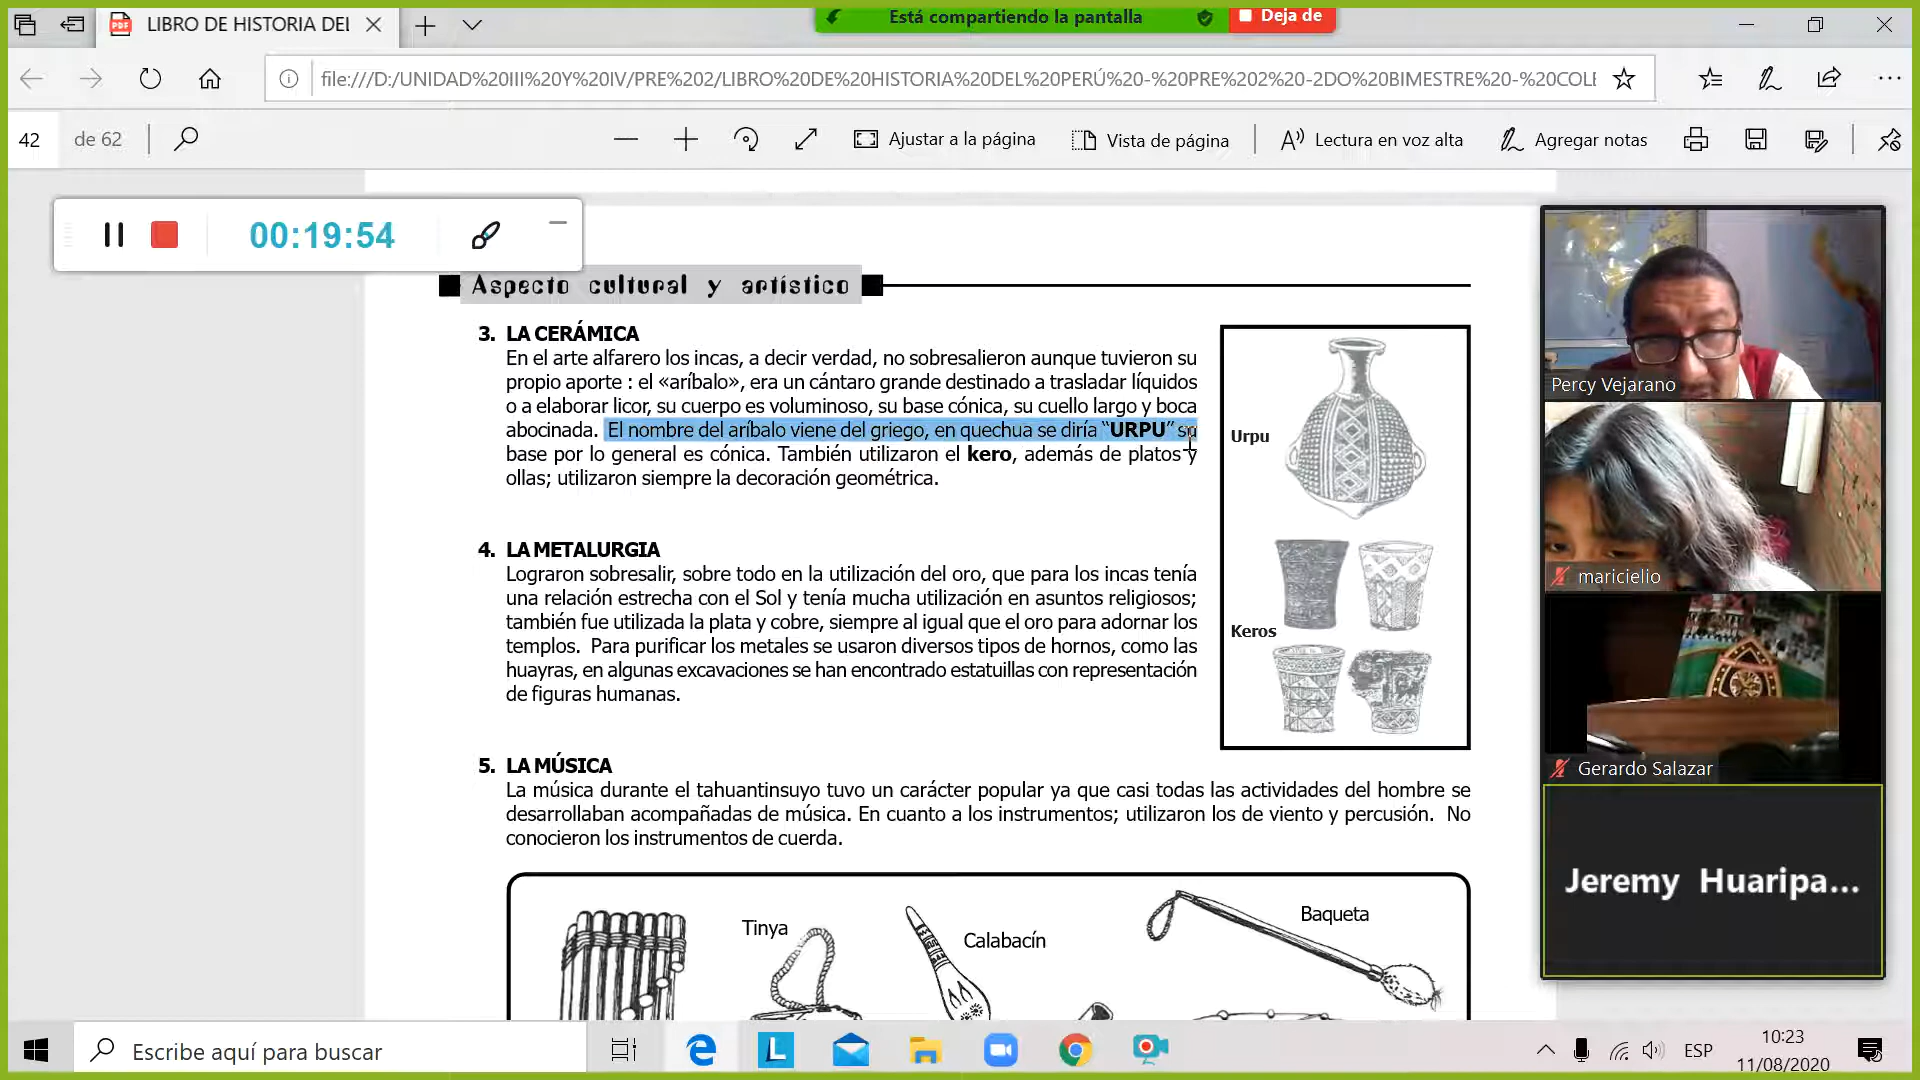 LIBRO DE HISTORIA DEL
Está compartiendo la pantalla
Deja de
file:///D:/UNIDAD%20III%20Y%20IV/PRE%202/LIBRO%20DE%20HISTORIA%20DEL%20PERÚ%20-%20PRE%202%20-2DO%20BIMESTRE%20-%20COLE
42
de 62
Ajustar a la página
Vista de página
Lectura en voz alta
Agregar notas
00:19:54
Aspecto cultural y artístico
3. LA CERÁMICA
En el arte alfarero los incas, a decir verdad, no sobresalieron aunque tuvieron su
propio aporte : el «aríbalo», era un cántaro grande destinado a trasladar líquidos
o a elaborar licor, su cuerpo es voluminoso, su base cónica, su cuello largo y boca
abocinada. El nombre del aríbalo viene del griego, en quechua se diría “URPU” su
base por lo general es cónica. También utilizaron el kero, además de platos y
ollas; utilizaron siempre la decoración geométrica.
Urpu
Keros
4. LA METALURGIA
Lograron sobresalir, sobre todo en la utilización del oro, que para los incas tenía
una relación estrecha con el Sol y tenía mucha utilización en asuntos religiosos;
también fue utilizada la plata y cobre, siempre al igual que el oro para adornar los
templos. Para purificar los metales se usaron diversos tipos de hornos, como las
huayras, en algunas excavaciones se han encontrado estatuillas con representación
de figuras humanas.
5. LA MÚSICA
La música durante el tahuantinsuyo tuvo un carácter popular ya que casi todas las actividades del hombre se
desarrollaban acompañadas de música. En cuanto a los instrumentos; utilizaron los de viento y percusión. No
conocieron los instrumentos de cuerda.
Tinya
Calabacín
Baqueta
Percy Vejarano
maricielio
Gerardo Salazar
Jeremy Huaripa...
Escribe aquí para buscar
ESP
10:23
11/08/2020